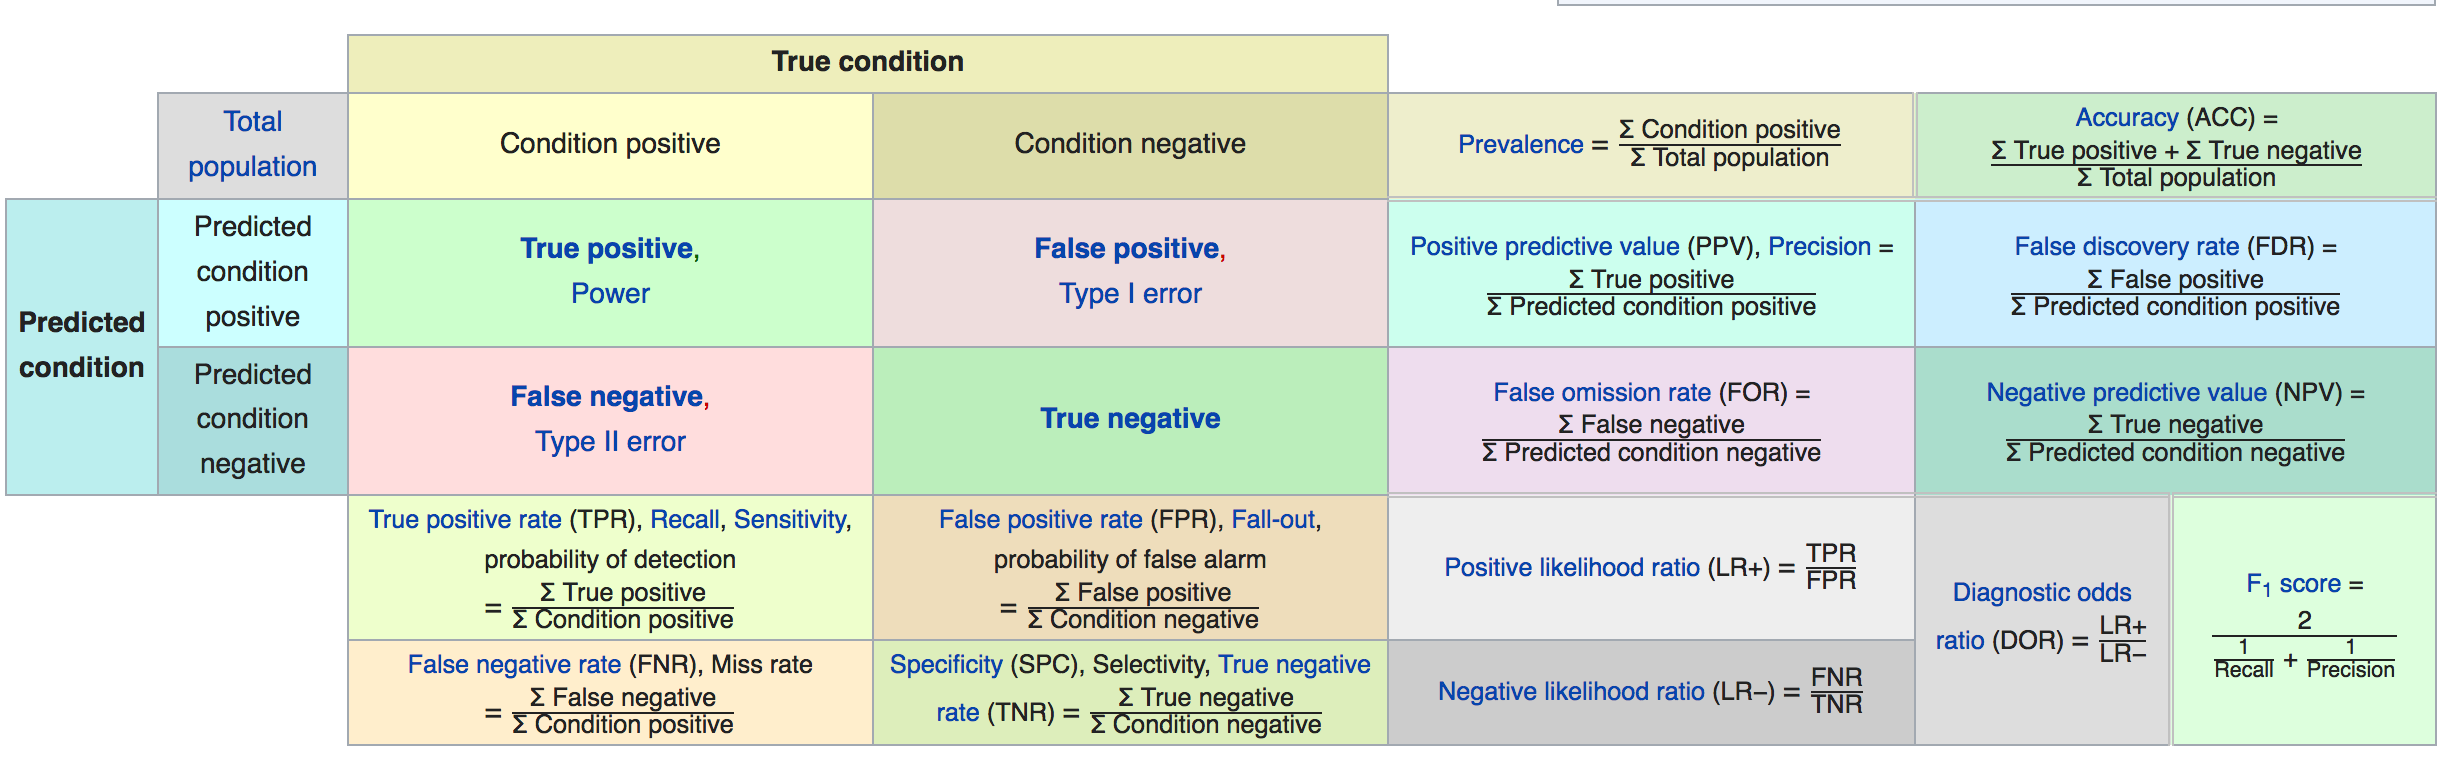 True condition
Total
population
Condition positive
Condition negative
Prevalence = Σ Condition positive / Σ Total population
Accuracy (ACC) =
Σ True positive + Σ True negative
Σ Total population
Predicted
condition
Predicted
condition
positive
True positive,
Power
False positive,
Type I error
Positive predictive value (PPV), Precision =
Σ True positive
Σ Predicted condition positive
False discovery rate (FDR) =
Σ False positive
Σ Predicted condition positive
Predicted
condition
negative
False negative,
Type II error
True negative
False omission rate (FOR) =
Σ False negative
Σ Predicted condition negative
Negative predictive value (NPV) =
Σ True negative
Σ Predicted condition negative
True positive rate (TPR), Recall, Sensitivity,
probability of detection
= Σ True positive / Σ Condition positive
False positive rate (FPR), Fall-out,
probability of false alarm
= Σ False positive / Σ Condition negative
Positive likelihood ratio (LR+) = TPR / FPR
Diagnostic odds
ratio (DOR) = LR+ / LR−
F1 score =
2
1 / Recall + 1 / Precision
False negative rate (FNR), Miss rate
= Σ False negative / Σ Condition positive
Specificity (SPC), Selectivity, True negative
rate (TNR) = Σ True negative / Σ Condition negative
Negative likelihood ratio (LR−) = FNR / TNR